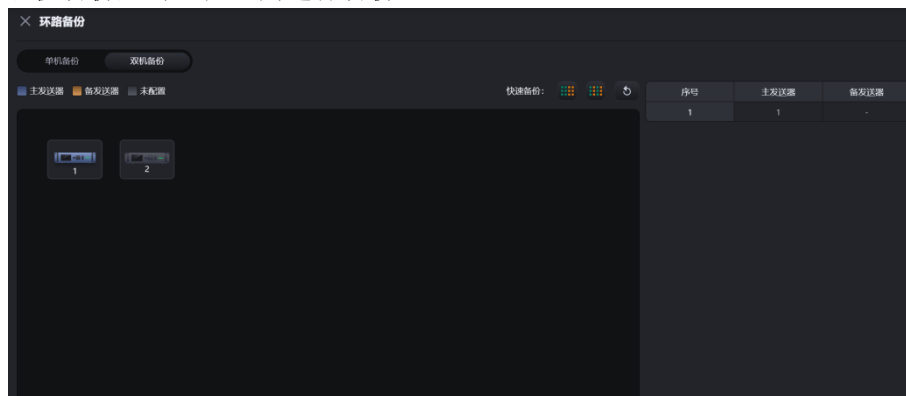 环路备份
单机备份 双机备份
主发送器 备发送器 未配置 快速备份:
序号 主发送器 备发送器
1 1 -
1 2